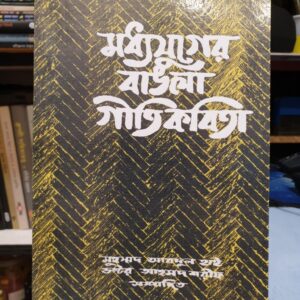 মধ্যযুগের
বাঙলা
গীতিকবিতা
মুহম্মদ আবদুল হাই
ডক্টর আহমদ শরীফ
সম্পাদিত